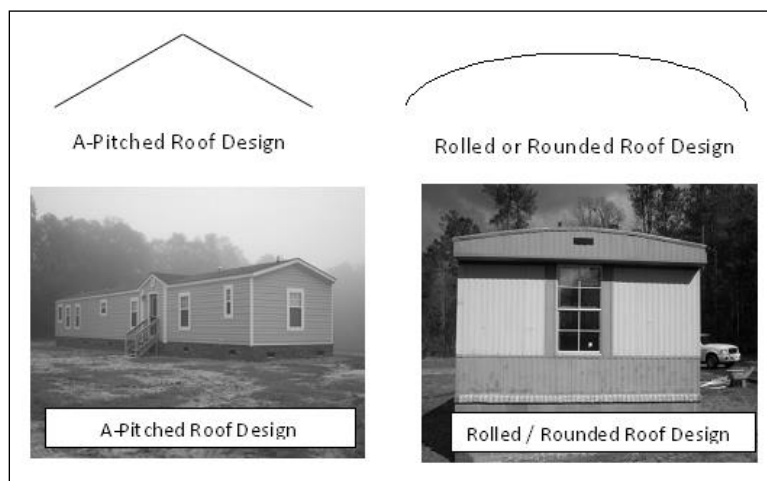 A-Pitched Roof Design
Rolled or Rounded Roof Design
A-Pitched Roof Design
Rolled / Rounded Roof Design